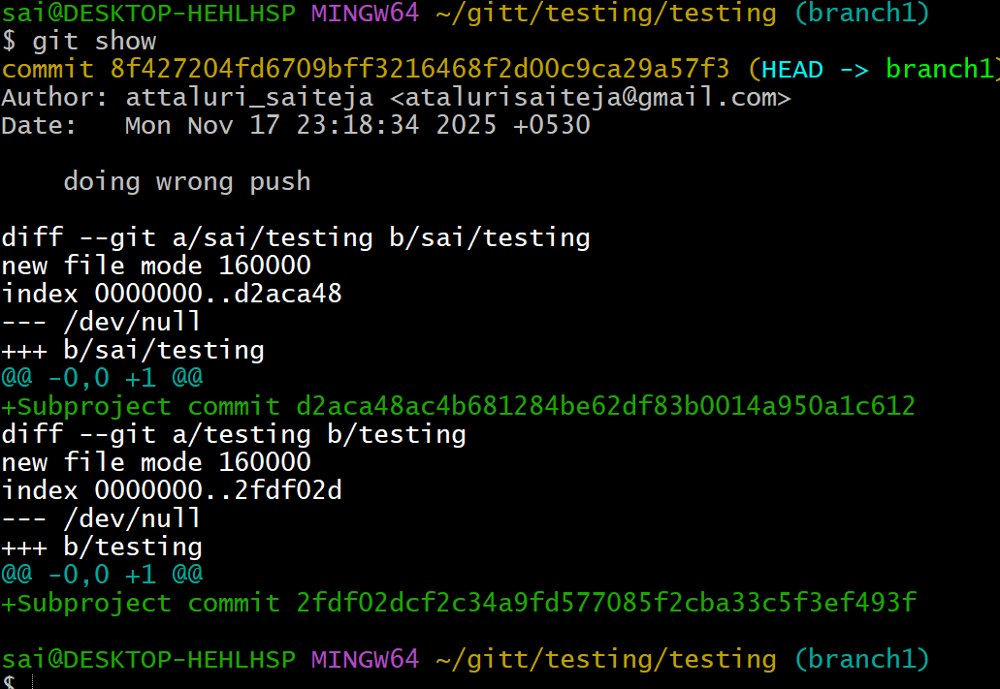 sai@DESKTOP-HEHLHSP MINGW64 ~/gitt/testing/testing (branch1)
$ git show
commit 8f427204fd6709bff3216468f2d00c9ca29a57f3 (HEAD -> branch1)
Author: attaluri_saiteja <atalurisaiteja@gmail.com>
Date:   Mon Nov 17 23:18:34 2025 +0530

    doing wrong push

diff --git a/sai/testing b/sai/testing
new file mode 160000
index 0000000..d2aca48
--- /dev/null
+++ b/sai/testing
@@ -0,0 +1 @@
+Subproject commit d2aca48ac4b681284be62df83b0014a950a1c612
diff --git a/testing b/testing
new file mode 160000
index 0000000..2fdf02d
--- /dev/null
+++ b/testing
@@ -0,0 +1 @@
+Subproject commit 2fdf02dcf2c34a9fd577085f2cba33c5f3ef493f

sai@DESKTOP-HEHLHSP MINGW64 ~/gitt/testing/testing (branch1)
$